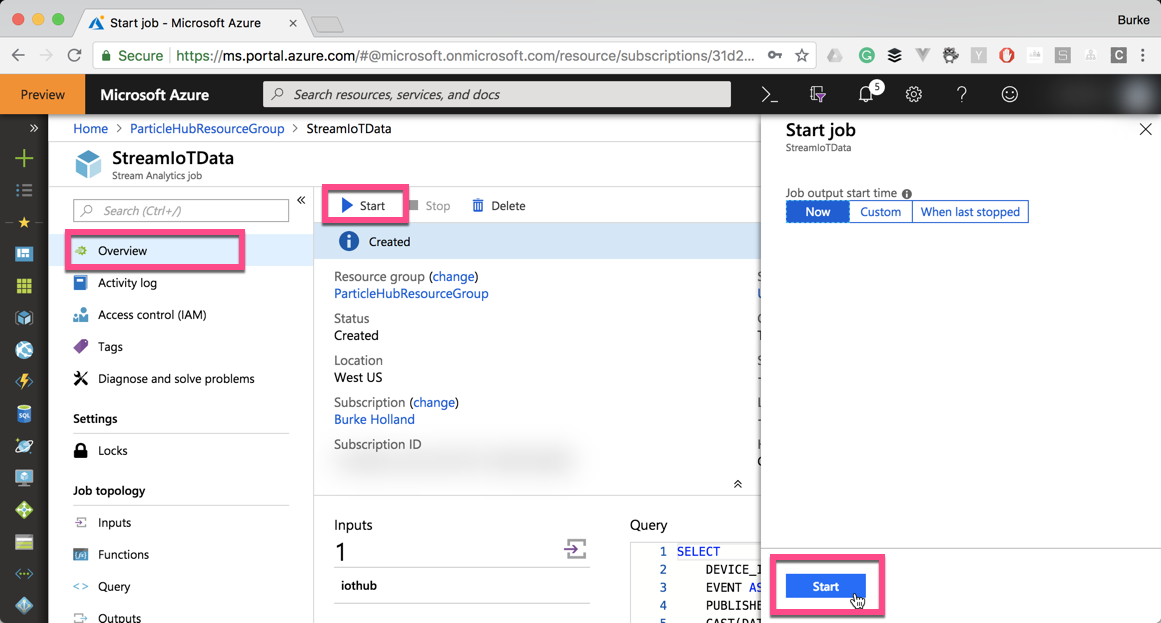 Start job - Microsoft Azure
Burke
Secure
https://ms.portal.azure.com/#@microsoft.onmicrosoft.com/resource/subscriptions/31d2...
Preview
Microsoft Azure
Search resources, services, and docs
5
Home > ParticleHubResourceGroup > StreamIoTData
StreamIoTData
Stream Analytics job
Search (Ctrl+/)
Overview
Activity log
Access control (IAM)
Tags
Diagnose and solve problems
Settings
Locks
Job topology
Inputs
Functions
Query
Outputs
Start
Stop
Delete
Created
Resource group (change)
ParticleHubResourceGroup
Status
Created
Location
West US
Subscription (change)
Burke Holland
Subscription ID
Inputs
1
iothub
Query
1 SELECT
2 DEVICE_I
3 EVENT AS
4 PUBLISHE
5 CAST(DAT
Start job
StreamIoTData
Job output start time
Now
Custom
When last stopped
Start